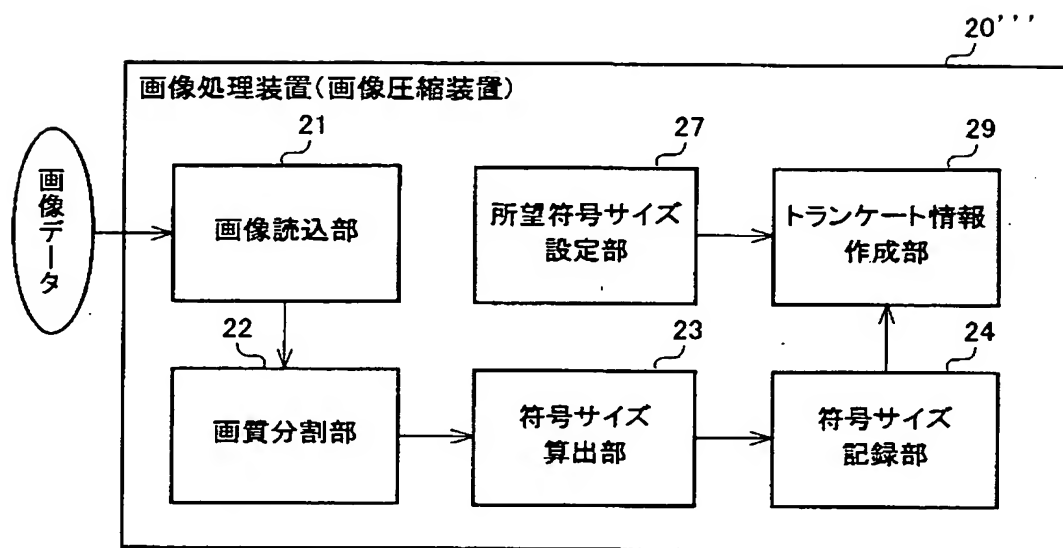 20'''
画像処理装置(画像圧縮装置)
画像データ
21
画像読込部
27
所望符号サイズ
設定部
29
トランケート情報
作成部
22
画質分割部
23
符号サイズ
算出部
24
符号サイズ
記録部